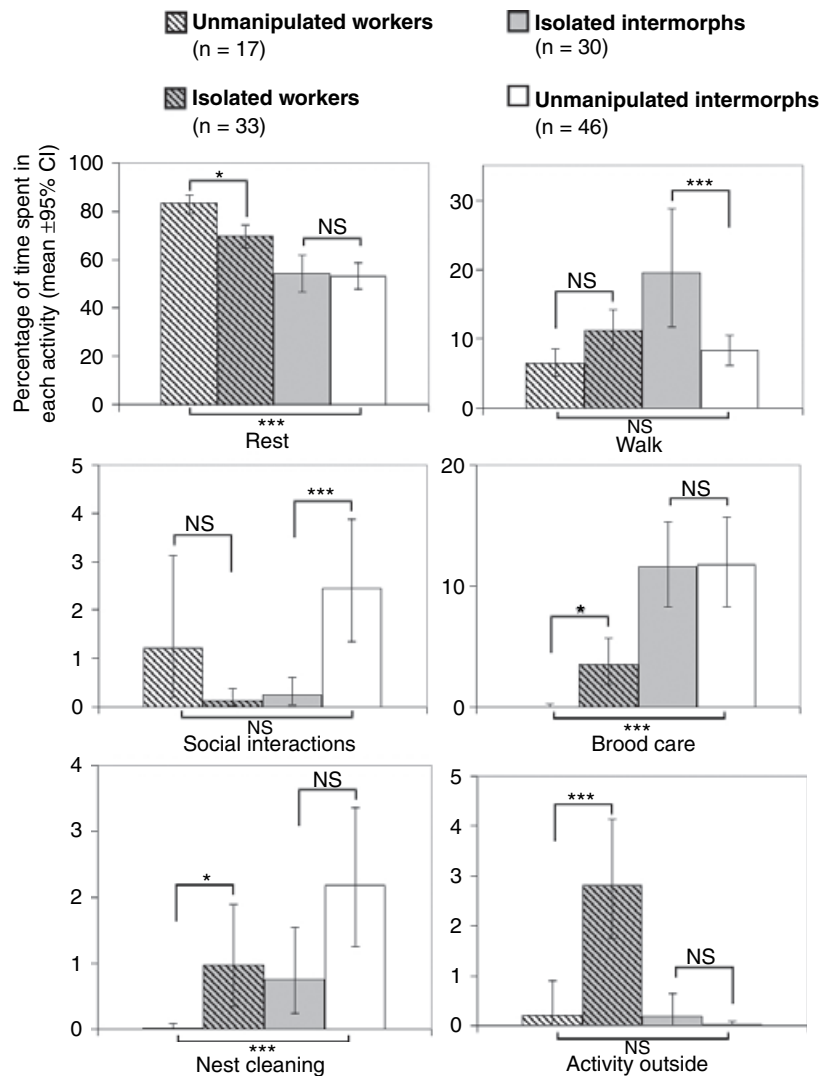 Unmanipulated workers
(n = 17)
Isolated intermorphs
(n = 30)
Isolated workers
(n = 33)
Unmanipulated intermorphs
(n = 46)
Percentage of time spent in
each activity (mean ±95% CI)
100
80
60
40
20
0
*
NS
***
Rest
30
20
10
0
NS
***
NS
Walk
5
4
3
2
1
0
NS
***
NS
Social interactions
20
10
0
*
NS
***
Brood care
4
3
2
1
0
*
NS
***
Nest cleaning
5
4
3
2
1
0
***
NS
NS
Activity outside